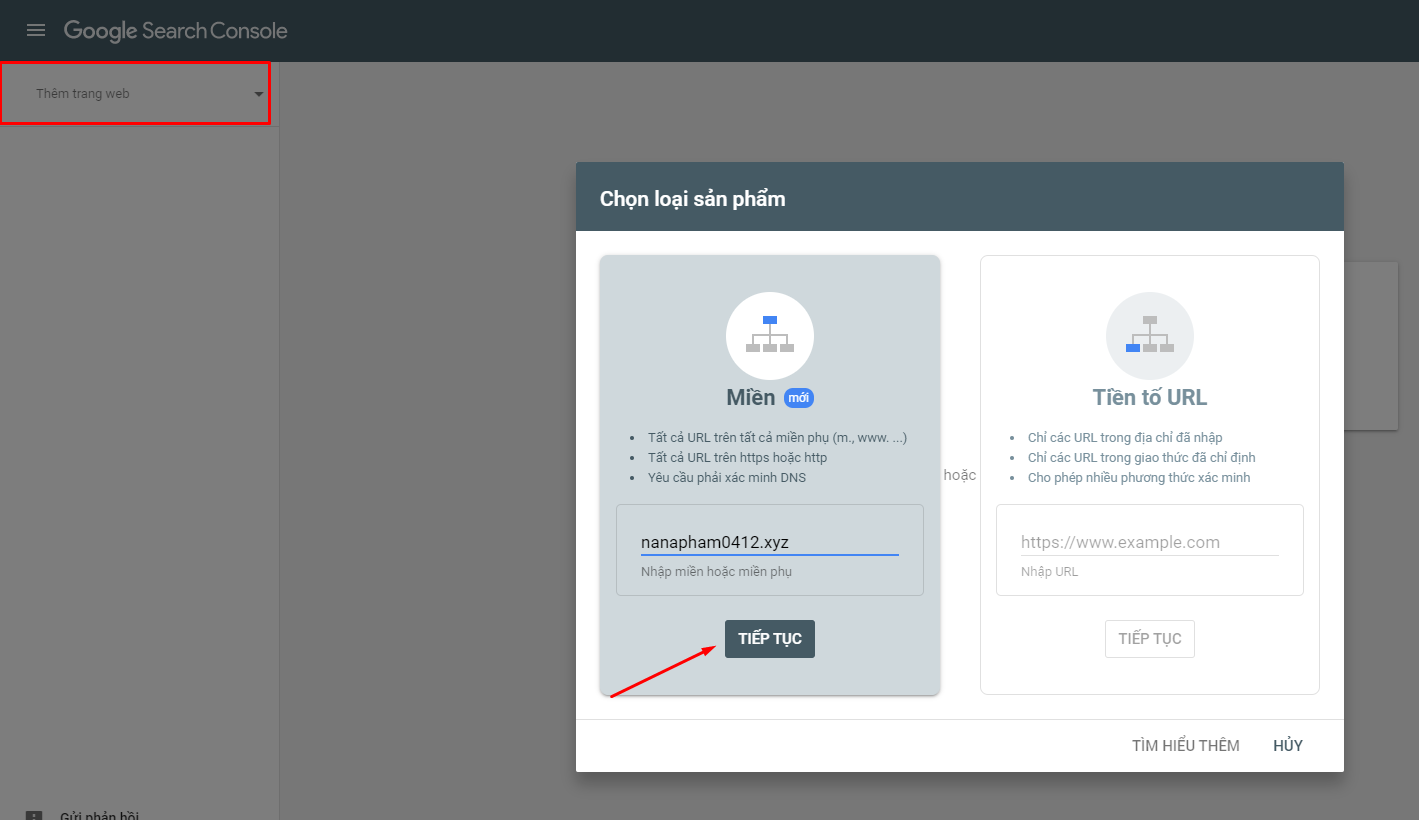 Google Search Console
Thêm trang web
Chọn loại sản phẩm
Miền mới
Tất cả URL trên tất cả miền phụ (m., www. ...)
Tất cả URL trên https hoặc http
Yêu cầu phải xác minh DNS
nanapham0412.xyz
Nhập miền hoặc miền phụ
TIẾP TỤC
hoặc
Tiền tố URL
Chỉ các URL trong địa chỉ đã nhập
Chỉ các URL trong giao thức đã chỉ định
Cho phép nhiều phương thức xác minh
https://www.example.com
Nhập URL
TIẾP TỤC
TÌM HIỂU THÊM HỦY
Gửi phản hồi